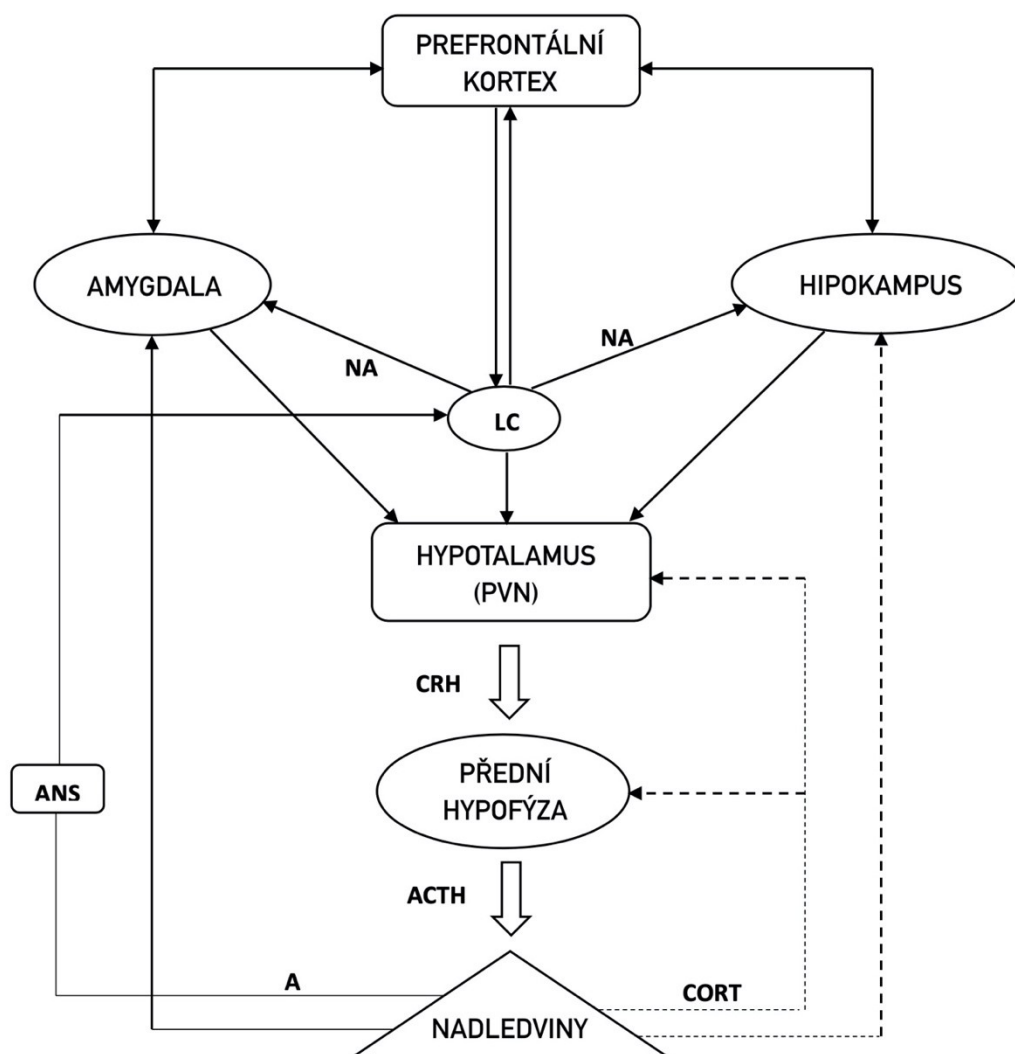 PREFRONTÁLNÍ
KORTEX
AMYGDALA
HIPOKAMPUS
NA
NA
LC
HYPOTALAMUS
(PVN)
CRH
PŘEDNÍ
HYPOFÝZA
ANS
ACTH
A
CORT
NADLEDVINY